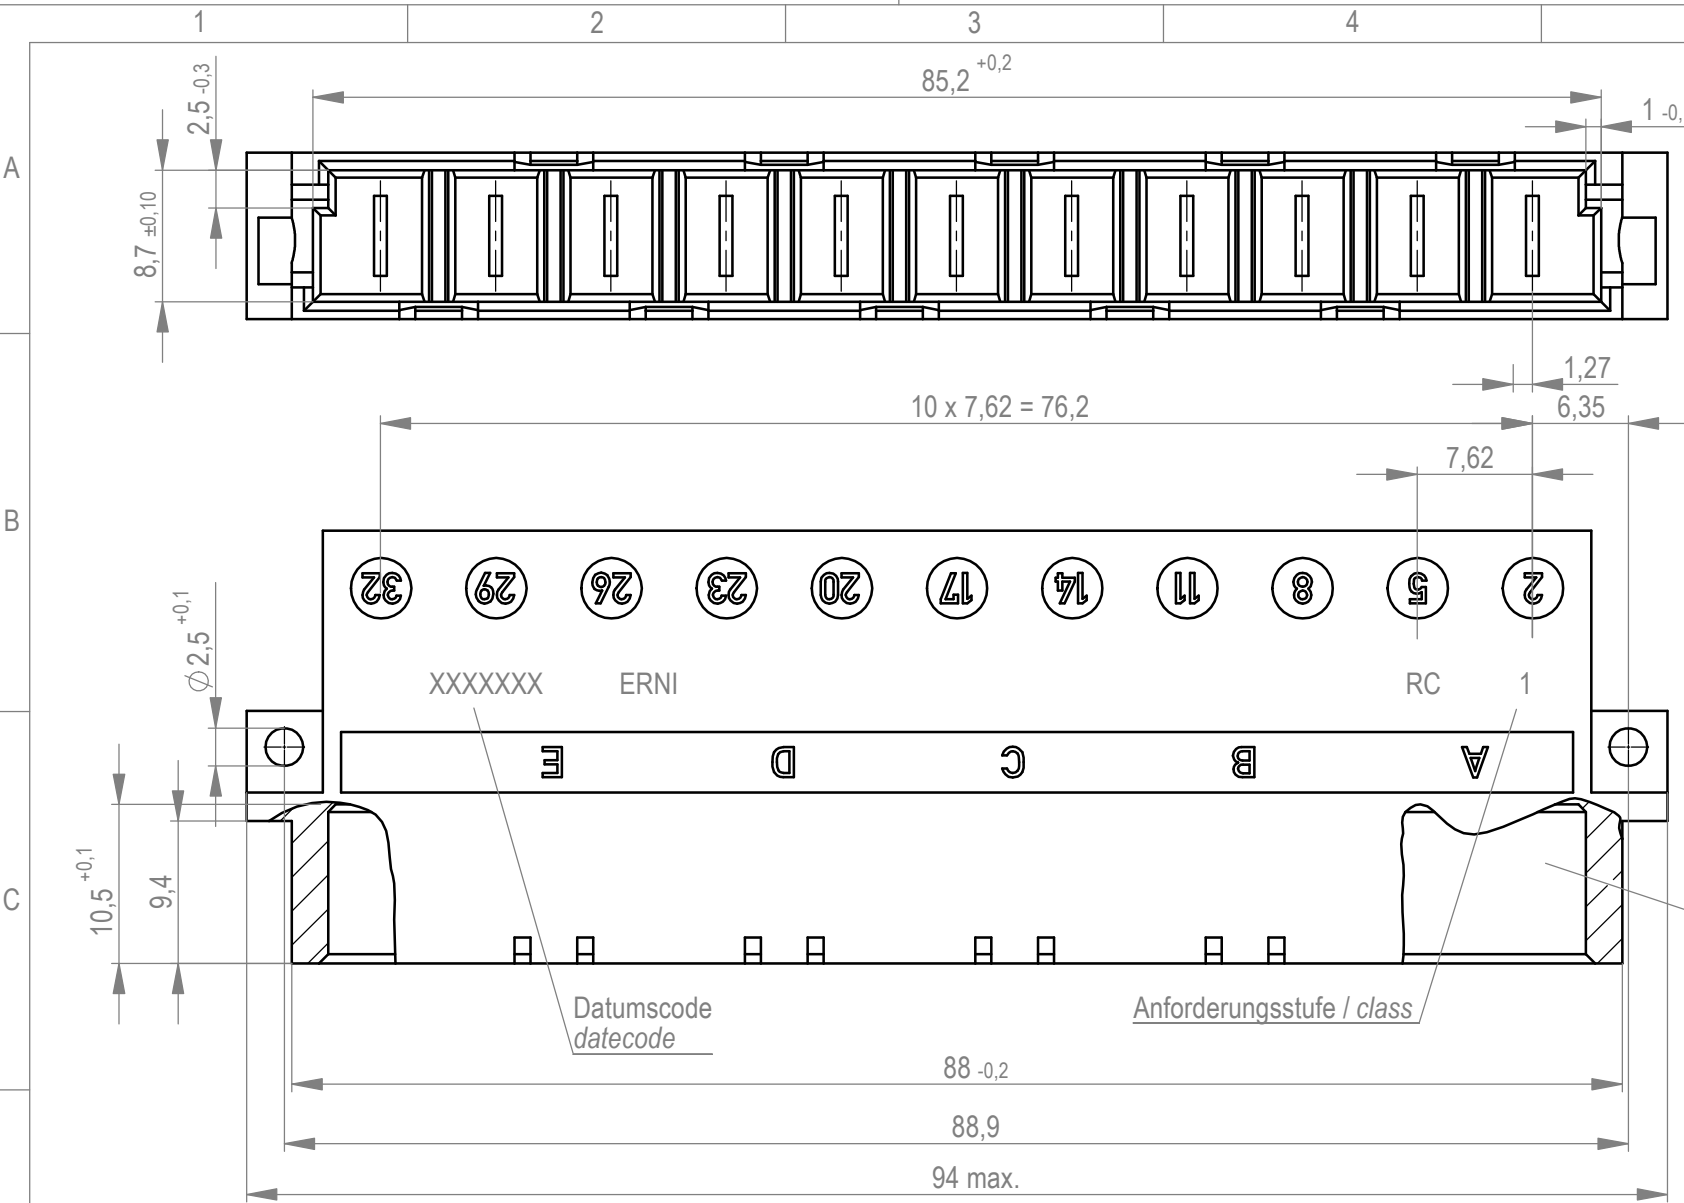 1 2 3 4
A
B
C
85,2 +0,2
1 -0,
2,5 -0,3
8,7 ±0,10
1,27
10 x 7,62 = 76,2
6,35
7,62
32 29 26 23 20 17 14 11 8 5 2
⌀2,5 +0,1
XXXXXXX ERNI RC 1
E D C B A
10,5 +0,1
9,4
Datumscode
datecode
Anforderungsstufe / class
88 -0,2
88,9
94 max.